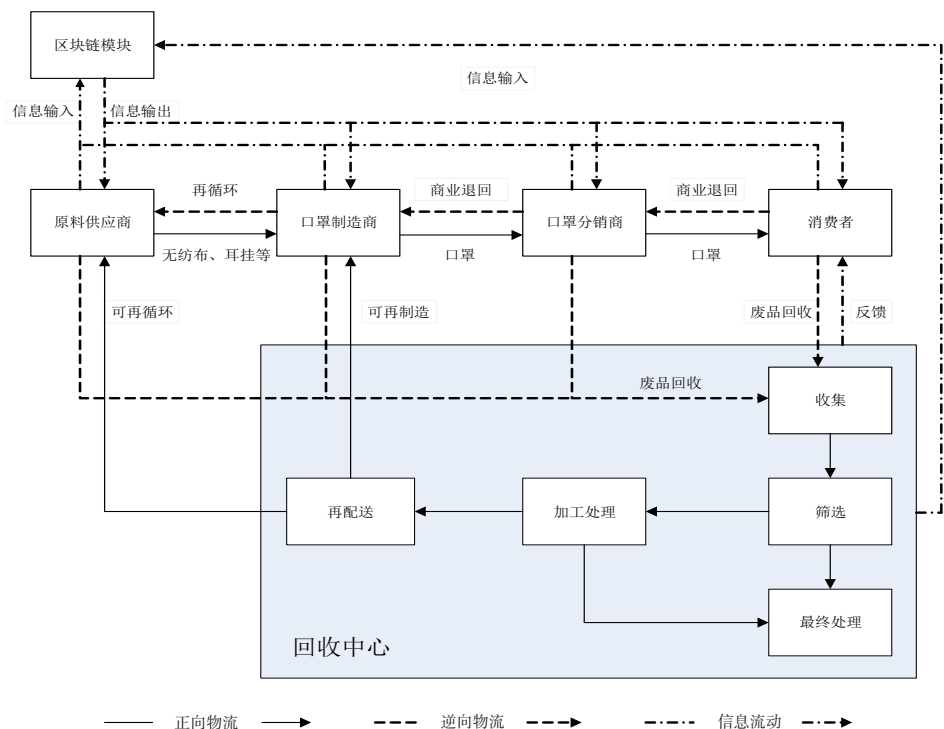 区块链模块
信息输入
信息输入
信息输出
再循环
商业退回
商业退回
原料供应商
口罩制造商
口罩分销商
消费者
无纺布、耳挂等
口罩
口罩
可再循环
可再制造
废品回收
反馈
废品回收
收集
再配送
加工处理
筛选
最终处理
回收中心
正向物流
逆向物流
信息流动